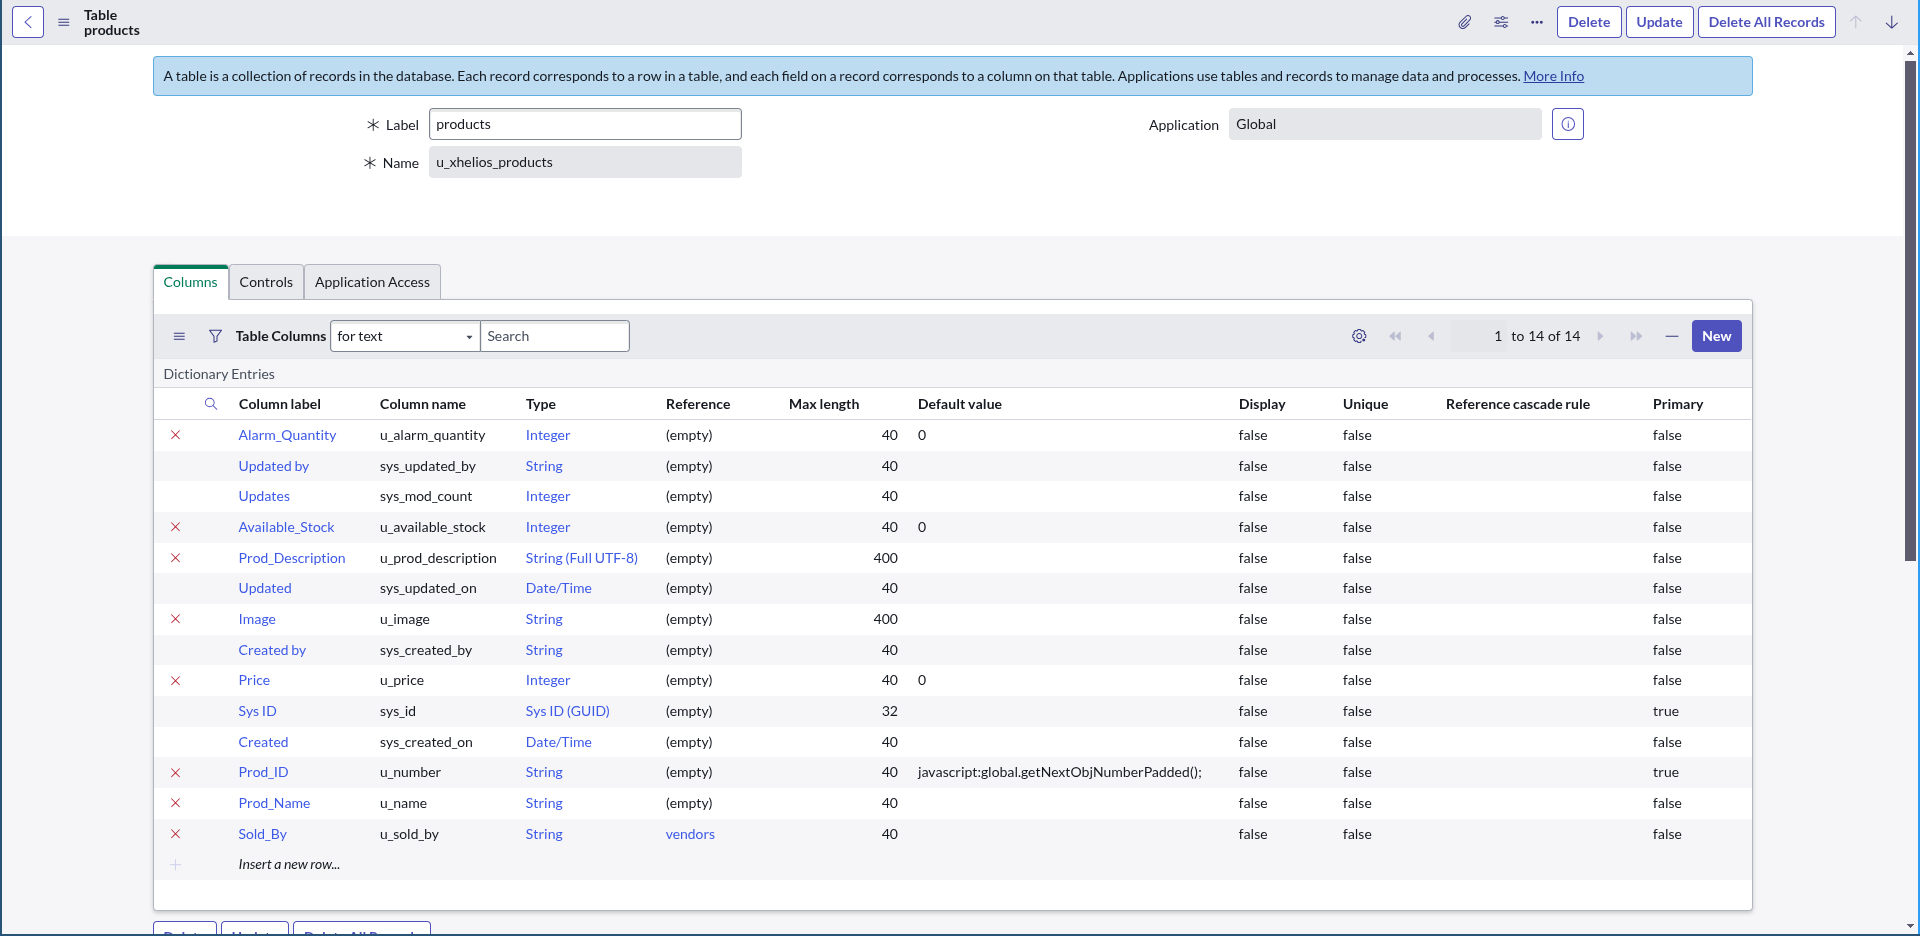 Table
products
Delete Update Delete All Records
A table is a collection of records in the database. Each record corresponds to a row in a table, and each field on a record corresponds to a column on that table. Applications use tables and records to manage data and processes. More Info
Label products Application Global
Name u_xhelios_products
Columns Controls Application Access
Table Columns for text Search 1 to 14 of 14 New
Dictionary Entries
Column label Column name Type Reference Max length Default value Display Unique Reference cascade rule Primary
Alarm_Quantity u_alarm_quantity Integer (empty) 40 0 false false false
Updated by sys_updated_by String (empty) 40 false false false
Updates sys_mod_count Integer (empty) 40 false false false
Available_Stock u_available_stock Integer (empty) 40 0 false false false
Prod_Description u_prod_description String (Full UTF-8) (empty) 400 false false false
Updated sys_updated_on Date/Time (empty) 40 false false false
Image u_image String (empty) 400 false false false
Created by sys_created_by String (empty) 40 false false false
Price u_price Integer (empty) 40 0 false false false
Sys ID sys_id Sys ID (GUID) (empty) 32 false false true
Created sys_created_on Date/Time (empty) 40 false false false
Prod_ID u_number String (empty) 40 javascript:global.getNextObjNumberPadded(); false false true
Prod_Name u_name String (empty) 40 false false false
Sold_By u_sold_by String vendors 40 false false false
Insert a new row...
Delete Update Delete All Records